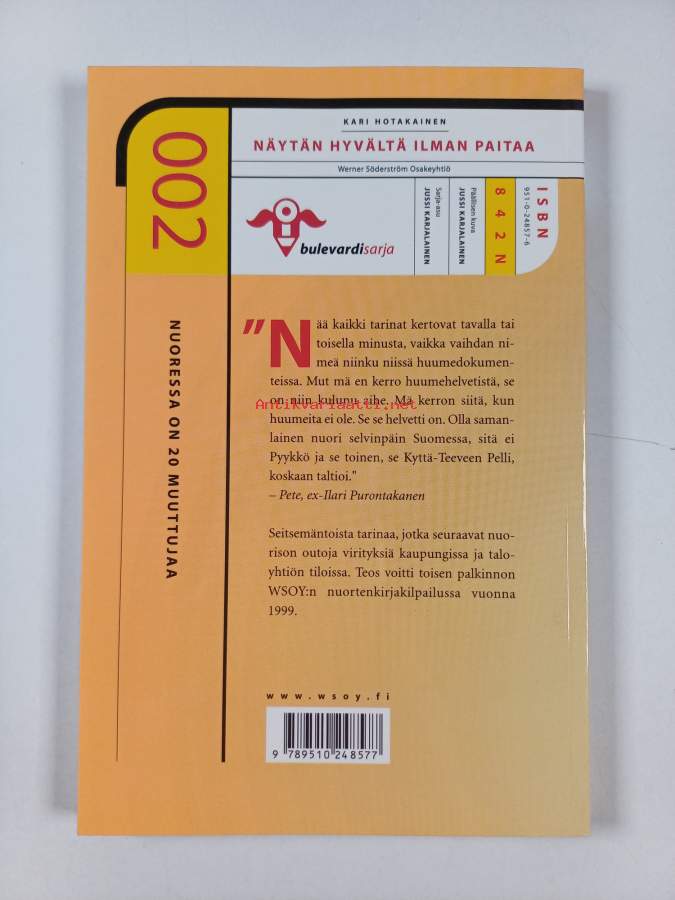 002
KARI HOTAKAINEN
NÄYTÄN HYVÄLTÄ ILMAN PAITAA
Werner Söderström Osakeyhtiö
bulevardisarja
Sarja-asu
JUSSI KARJALAINEN
Päällisen kuva
JUSSI KARJALAINEN
842N
ISBN
951-0-24857-6
NUORESSA ON 20 MUUTTUJAA
"Nää kaikki tarinat kertovat tavalla tai
toisella minusta, vaikka vaihdan ni-
meä niinku niissä huumedokumen-
teissa. Mut mä en kerro huumehelvetistä, se
on niin kulunu aihe. Mä kerron siitä, kun
Antikvariaatti.net
huumeita ei ole. Se se helvetti on. Olla saman-
lainen nuori selvinpäin Suomessa, sitä ei
Pyykkö ja se toinen, se Kyttä-Teeveen Pelli,
koskaan taltioi."
– Pete, ex-Ilari Purontakanen
Seitsemäntoista tarinaa, jotka seuraavat nuo-
rison outoja virityksiä kaupungissa ja talo-
yhtiön tiloissa. Teos voitti toisen palkinnon
WSOY:n nuortenkirjakilpailussa vuonna
1999.
www.wsoy.fi
9 789510 248577